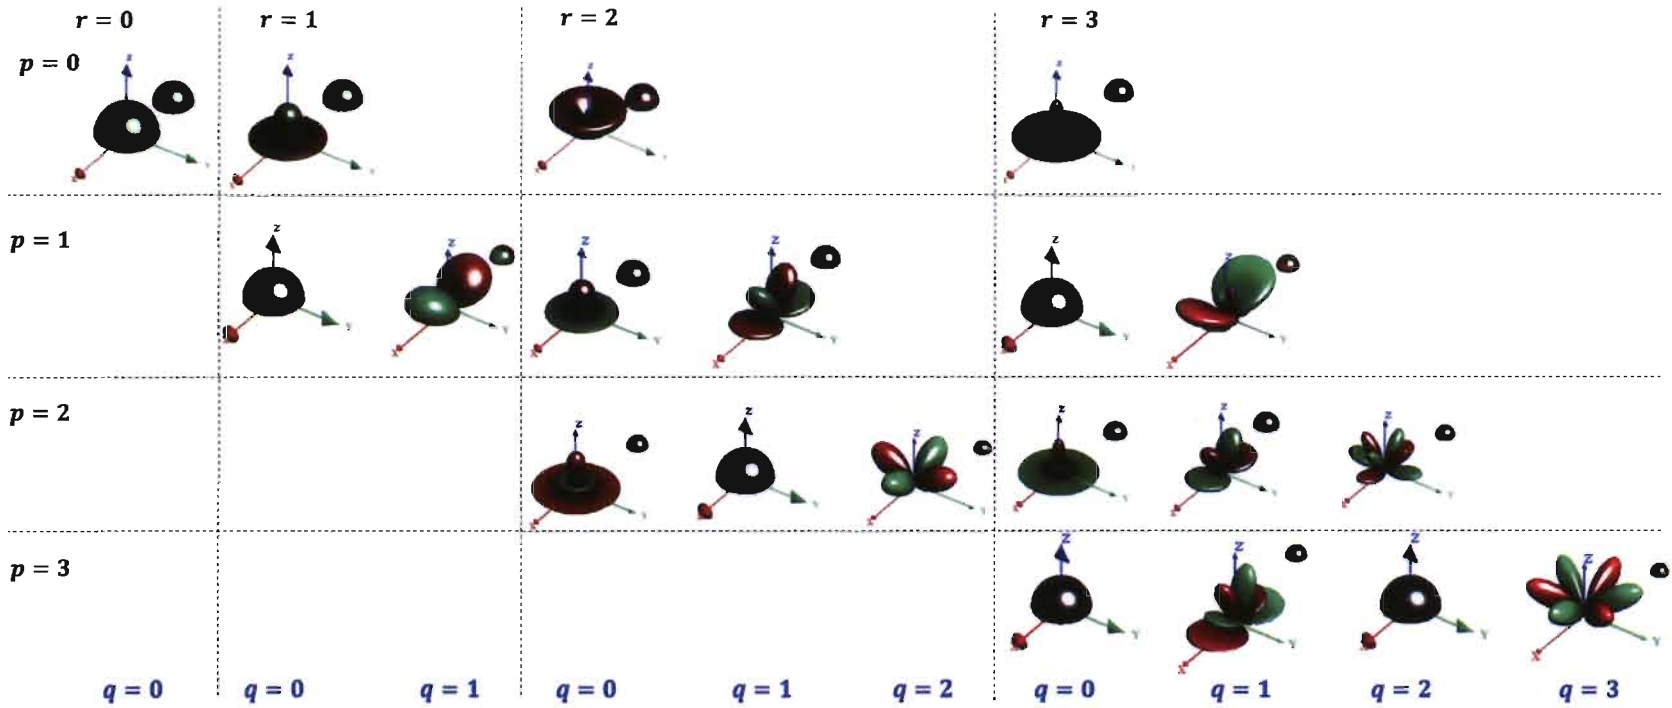 r = 0 r = 1 r = 2 r = 3
p = 0
z z z z
X Y X Y X Y X Y
p = 1
z z z z z z
X Y X Y X Y X Y X Y X Y
p = 2
z z z z z z
X Y X Y X Y X Y X Y X Y
p = 3
Z Z Z Z
X Y X Y X Y X Y
q = 0 q = 0 q = 1 q = 0 q = 1 q = 2 q = 0 q = 1 q = 2 q = 3